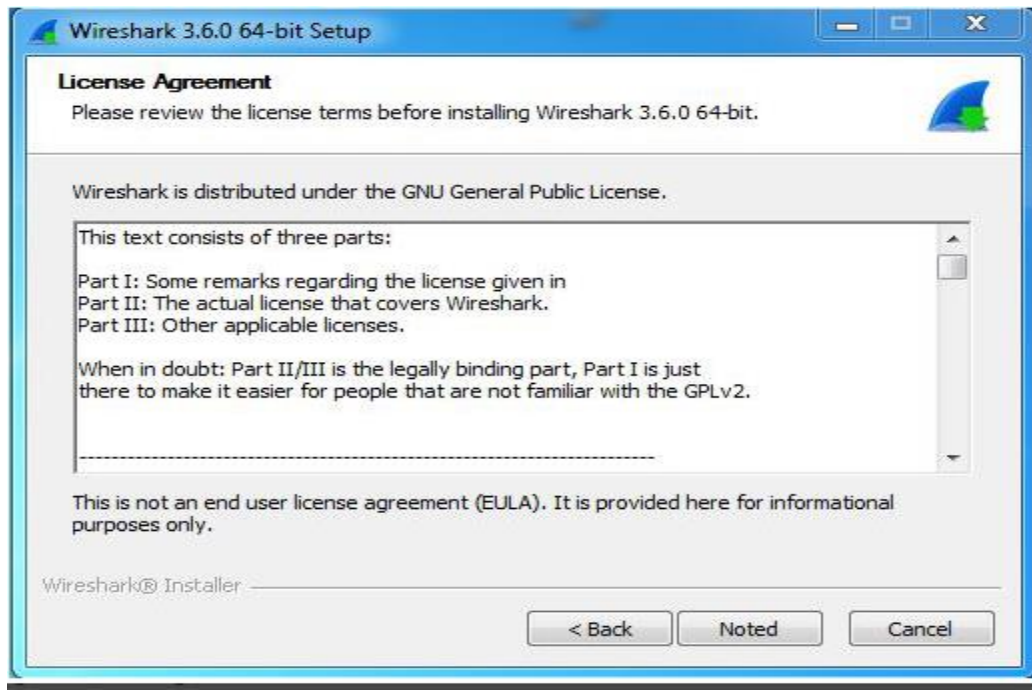 Wireshark 3.6.0 64-bit Setup
License Agreement
Please review the license terms before installing Wireshark 3.6.0 64-bit.
Wireshark is distributed under the GNU General Public License.
This text consists of three parts:
Part I: Some remarks regarding the license given in
Part II: The actual license that covers Wireshark.
Part III: Other applicable licenses.
When in doubt: Part II/III is the legally binding part, Part I is just
there to make it easier for people that are not familiar with the GPLv2.
------------------------------------------------------------------------
This is not an end user license agreement (EULA). It is provided here for informational
purposes only.
Wireshark® Installer
< Back
Noted
Cancel